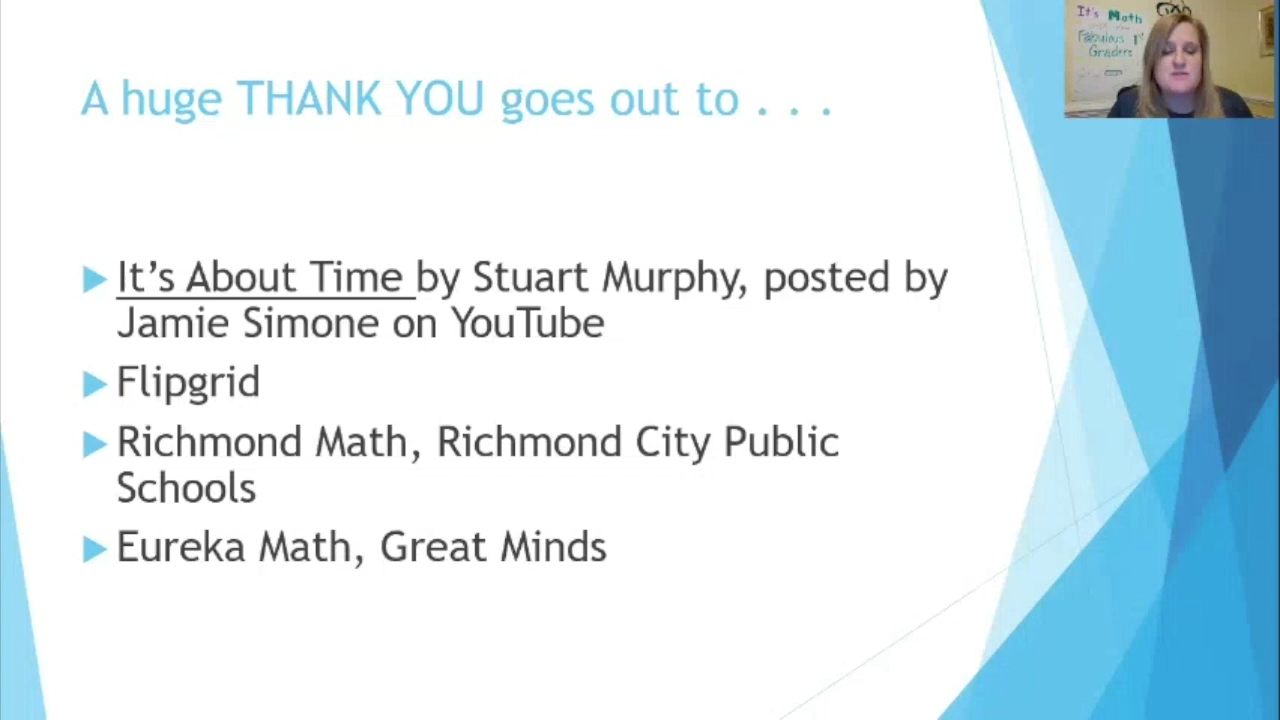 A huge THANK YOU goes out to . . .
It's Math
Fabulous 1st
Graders
It’s About Time by Stuart Murphy, posted by
Jamie Simone on YouTube
Flipgrid
Richmond Math, Richmond City Public
Schools
Eureka Math, Great Minds